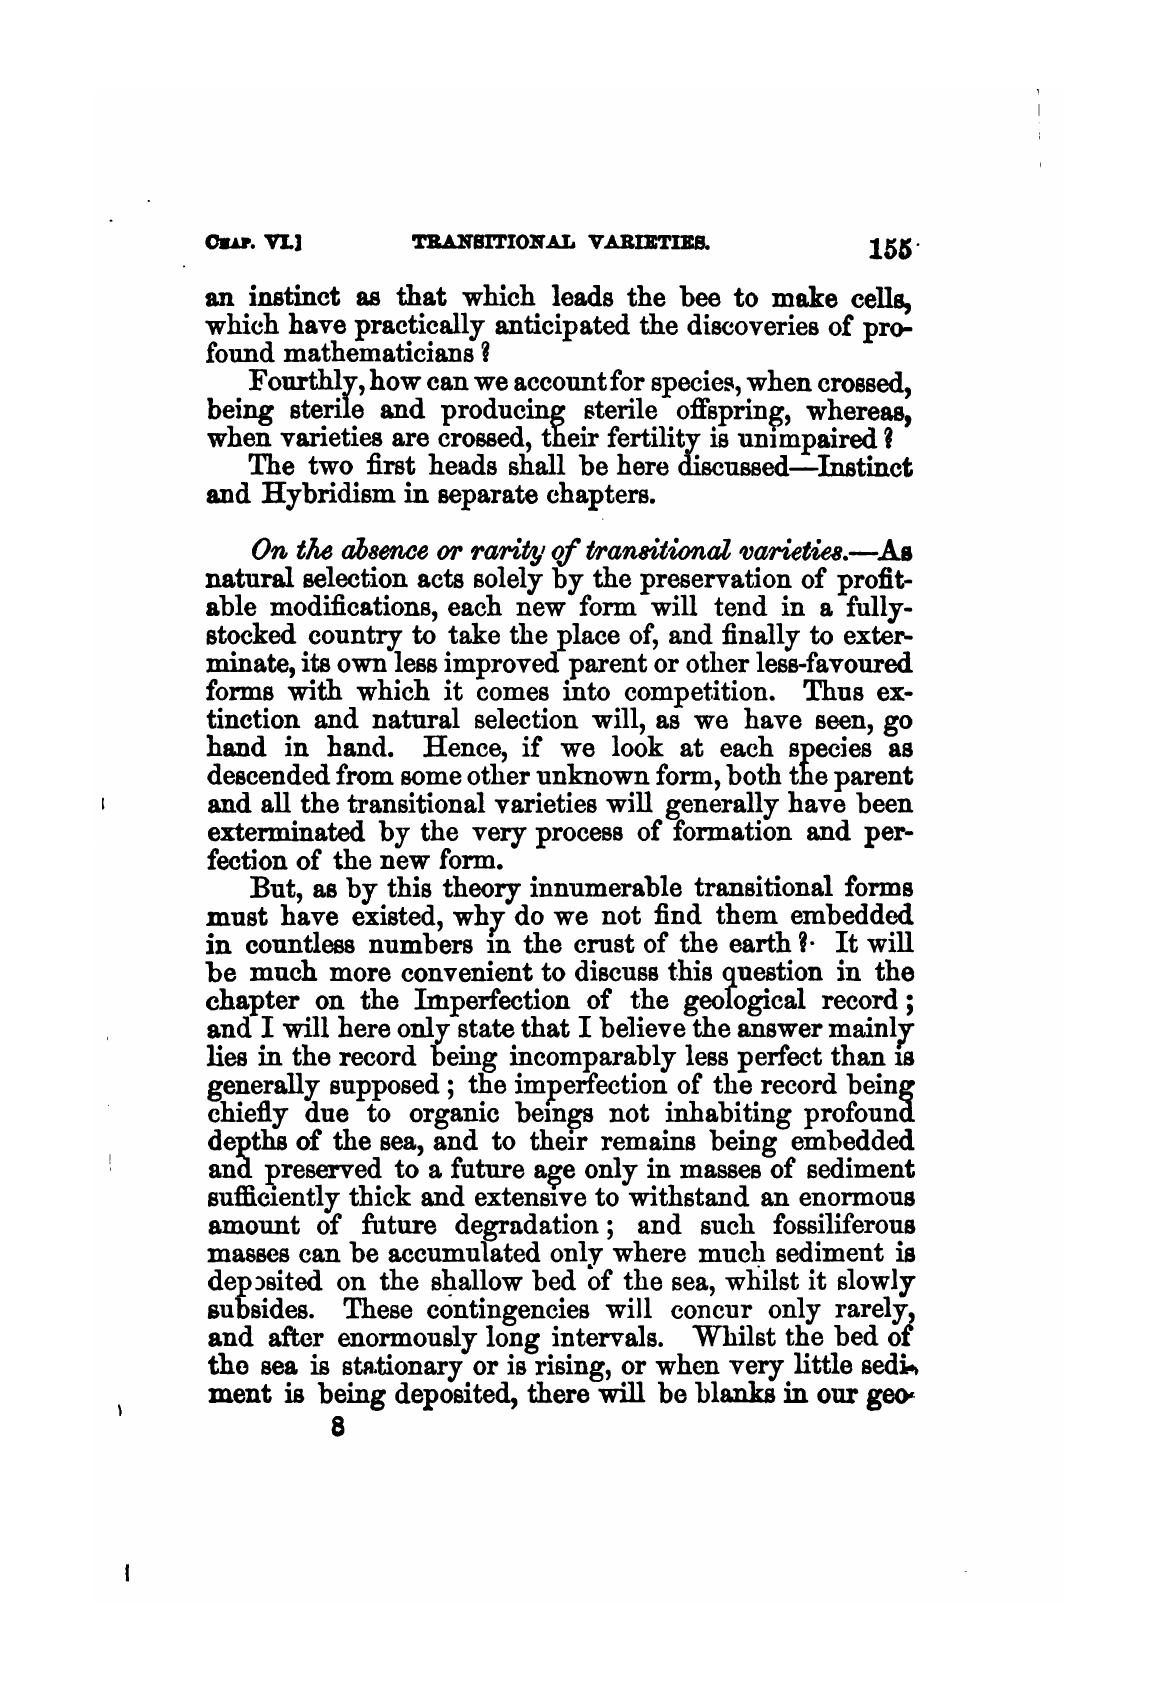 CHAP. VI.] TRANSITIONAL VARIETIES. 155
an instinct as that which leads the bee to make cells,
which have practically anticipated the discoveries of pro-
found mathematicians?
Fourthly, how can we account for species, when crossed,
being sterile and producing sterile offspring, whereas,
when varieties are crossed, their fertility is unimpaired?
The two first heads shall be here discussed—Instinct
and Hybridism in separate chapters.
On the absence or rarity of transitional varieties.—As
natural selection acts solely by the preservation of profit-
able modifications, each new form will tend in a fully-
stocked country to take the place of, and finally to exter-
minate, its own less improved parent or other less-favoured
forms with which it comes into competition. Thus ex-
tinction and natural selection will, as we have seen, go
hand in hand. Hence, if we look at each species as
descended from some other unknown form, both the parent
and all the transitional varieties will generally have been
exterminated by the very process of formation and per-
fection of the new form.
But, as by this theory innumerable transitional forms
must have existed, why do we not find them embedded
in countless numbers in the crust of the earth? It will
be much more convenient to discuss this question in the
chapter on the Imperfection of the geological record;
and I will here only state that I believe the answer mainly
lies in the record being incomparably less perfect than is
generally supposed; the imperfection of the record being
chiefly due to organic beings not inhabiting profound
depths of the sea, and to their remains being embedded
and preserved to a future age only in masses of sediment
sufficiently thick and extensive to withstand an enormous
amount of future degradation; and such fossiliferous
masses can be accumulated only where much sediment is
deposited on the shallow bed of the sea, whilst it slowly
subsides. These contingencies will concur only rarely,
and after enormously long intervals. Whilst the bed of
the sea is stationary or is rising, or when very little sedi-
ment is being deposited, there will be blanks in our geo-
8